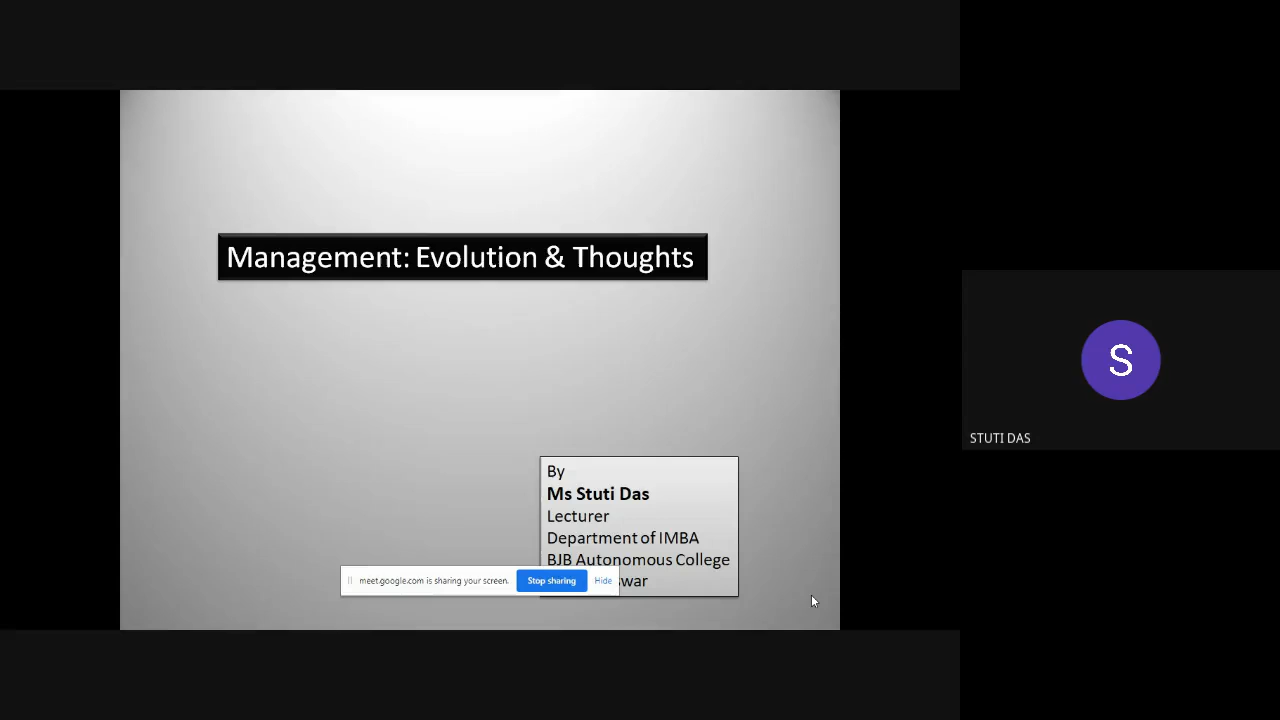 Management: Evolution & Thoughts
By
Ms Stuti Das
Lecturer
Department of IMBA
BJB Autonomous College
meet.google.com is sharing your screen.
Stop sharing
Hide
S
STUTI DAS